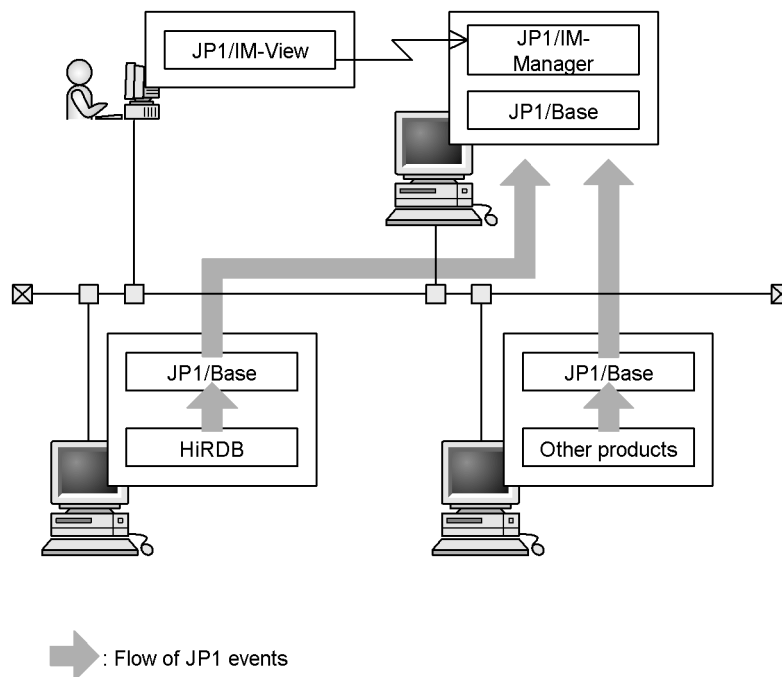 JP1/IM-View
JP1/IM-
Manager
JP1/Base
JP1/Base
HiRDB
JP1/Base
Other products
: Flow of JP1 events